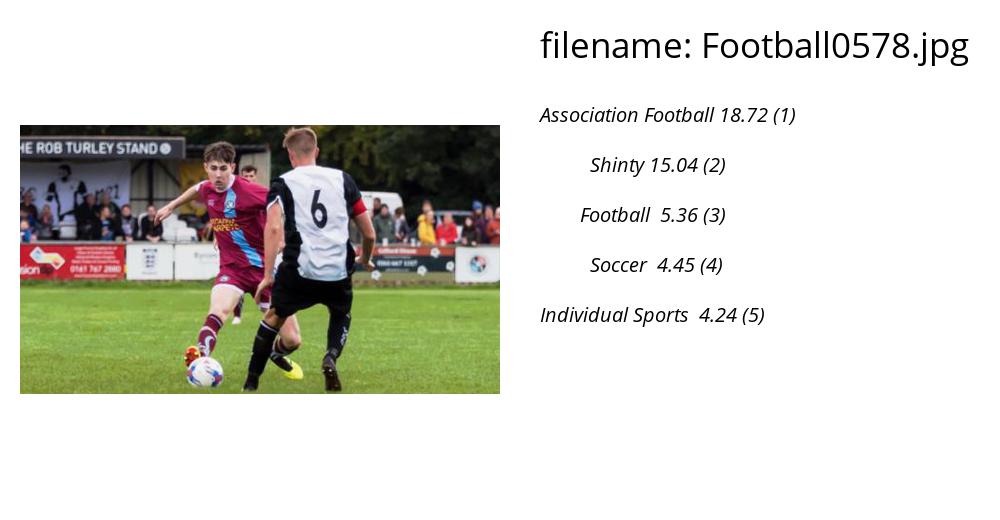 filename: Football0578.jpg
Association Football 18.72 (1)
Shinty 15.04 (2)
Football 5.36 (3)
Soccer 4.45 (4)
Individual Sports 4.24 (5)
HE ROB TURLEY STAND
6
0161 767 2880